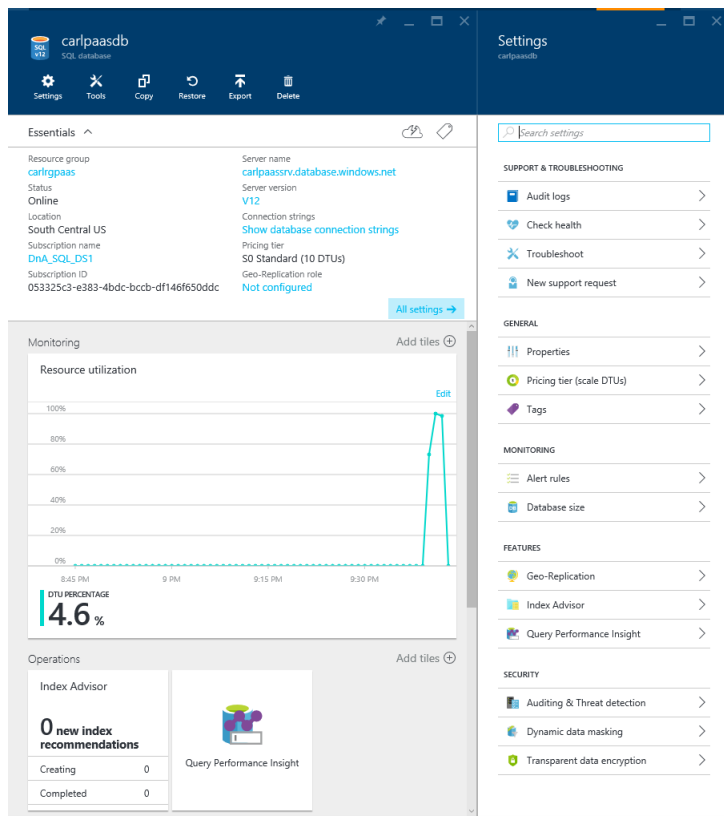 carlpaasdb
SQL database
SQL
v12
Settings
Tools
Copy
Restore
Export
Delete
Essentials
Resource group
carlrgpaas
Status
Online
Location
South Central US
Subscription name
DnA_SQL_DS1
Subscription ID
053325c3-e383-4bdc-bccb-df146f650ddc
Server name
carlpaassrv.database.windows.net
Server version
V12
Connection strings
Show database connection strings
Pricing tier
S0 Standard (10 DTUs)
Geo-Replication role
Not configured
All settings →
Monitoring
Add tiles
Resource utilization
Edit
100%
80%
60%
40%
20%
0%
8:45 PM
9 PM
9:15 PM
9:30 PM
DTU PERCENTAGE
4.6 %
Operations
Add tiles
Index Advisor
0 new index
recommendations
Creating 0
Completed 0
Query Performance Insight
Settings
carlpaasdb
Search settings
SUPPORT & TROUBLESHOOTING
Audit logs
Check health
Troubleshoot
New support request
GENERAL
Properties
Pricing tier (scale DTUs)
Tags
MONITORING
Alert rules
Database size
FEATURES
Geo-Replication
Index Advisor
Query Performance Insight
SECURITY
Auditing & Threat detection
Dynamic data masking
Transparent data encryption